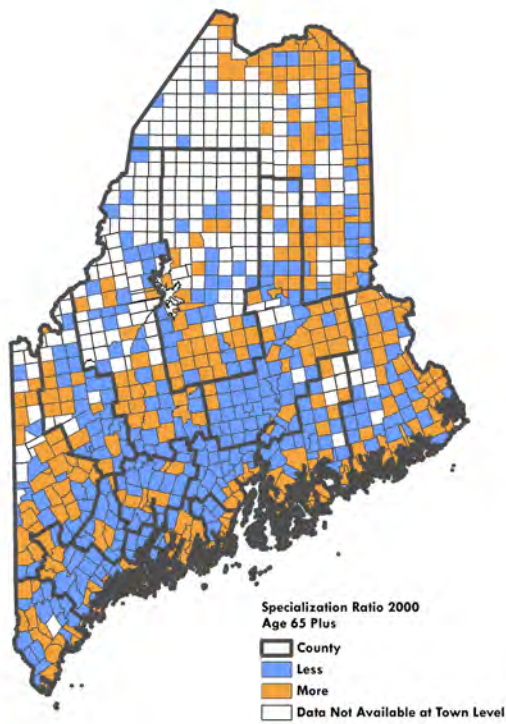 Specialization Ratio 2000
Age 65 Plus
County
Less
More
Data Not Available at Town Level